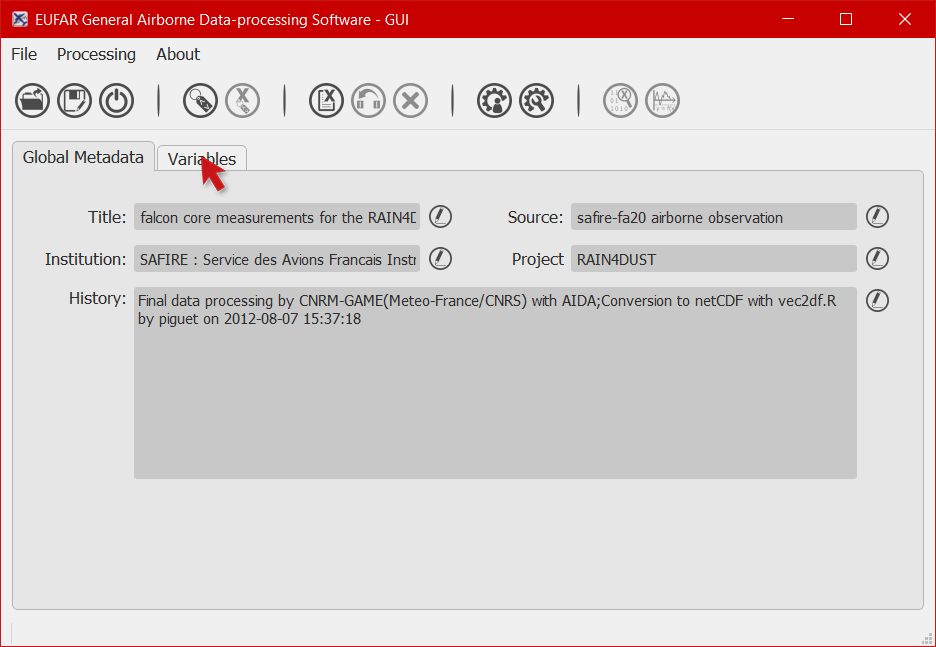 EUFAR General Airborne Data-processing Software - GUI
File Processing About
Global Metadata Variables
Title: falcon core measurements for the RAIN4D Source: safire-fa20 airborne observation
Institution: SAFIRE : Service des Avions Francais Instr Project RAIN4DUST
History: Final data processing by CNRM-GAME(Meteo-France/CNRS) with AIDA;Conversion to netCDF with vec2df.R
by piguet on 2012-08-07 15:37:18